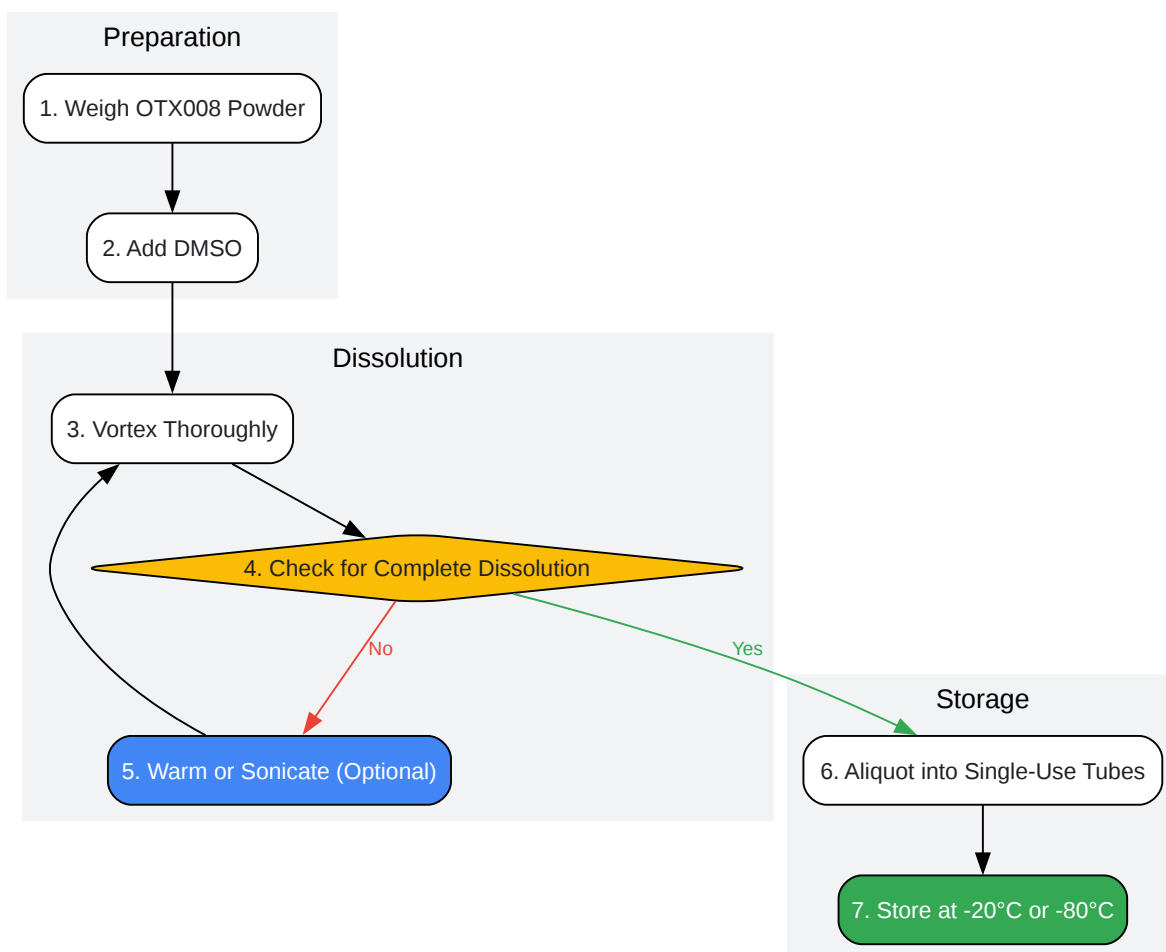 Preparation
1. Weigh OTX008 Powder
2. Add DMSO
Dissolution
3. Vortex Thoroughly
4. Check for Complete Dissolution
No
Yes
Storage
5. Warm or Sonicate (Optional)
6. Aliquot into Single-Use Tubes
7. Store at -20°C or -80°C